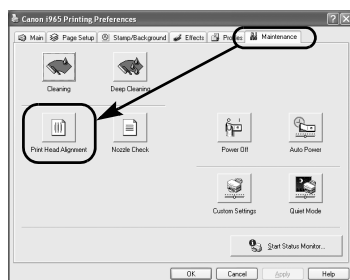 Canon i965 Printing Preferences
Main Page Setup Stamp/Background Effects Profiles Maintenance
Cleaning Deep Cleaning
Print Head Alignment Nozzle Check Power Off Auto Power
Custom Settings Quiet Mode
Start Status Monitor...
OK Cancel Apply Help